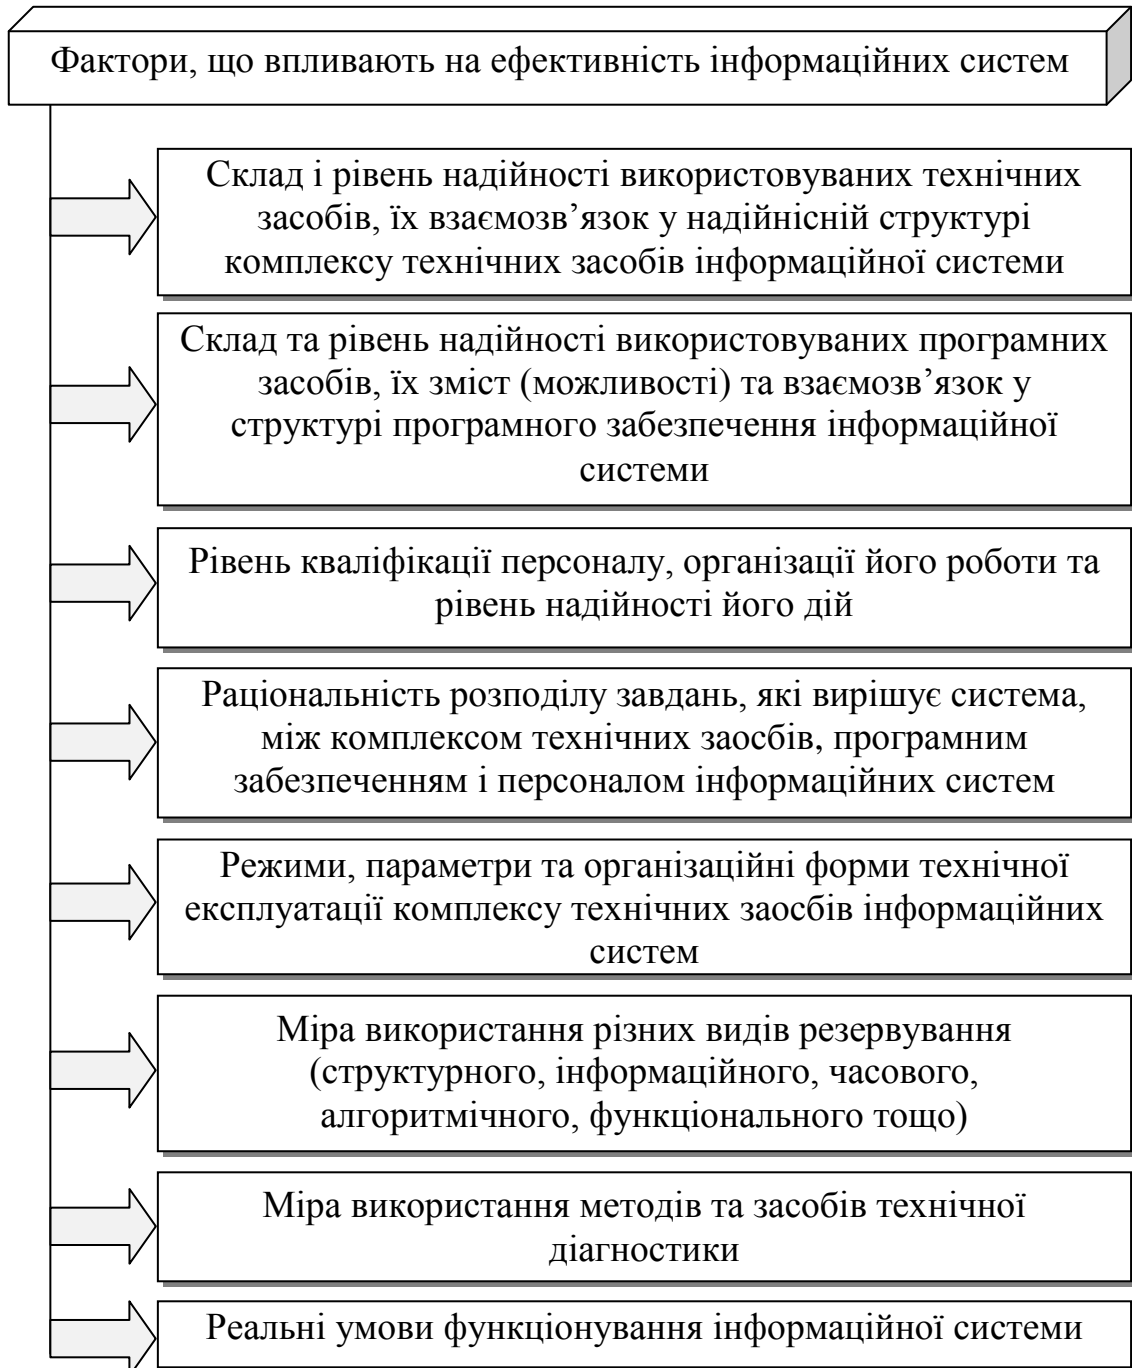 Фактори, що впливають на ефективність інформаційних систем
Склад і рівень надійності використовуваних технічних
засобів, їх взаємозв’язок у надійнісній структурі
комплексу технічних засобів інформаційної системи
Склад та рівень надійності використовуваних програмних
засобів, їх зміст (можливості) та взаємозв’язок у
структурі програмного забезпечення інформаційної
системи
Рівень кваліфікації персоналу, організації його роботи та
рівень надійності його дій
Раціональність розподілу завдань, які вирішує система,
між комплексом технічних заосбів, програмним
забезпеченням і персоналом інформаційних систем
Режими, параметри та організаційні форми технічної
експлуатації комплексу технічних заосбів інформаційних
систем
Міра використання різних видів резервування
(структурного, інформаційного, часового,
алгоритмічного, функціонального тощо)
Міра використання методів та засобів технічної
діагностики
Реальні умови функціонування інформаційної системи